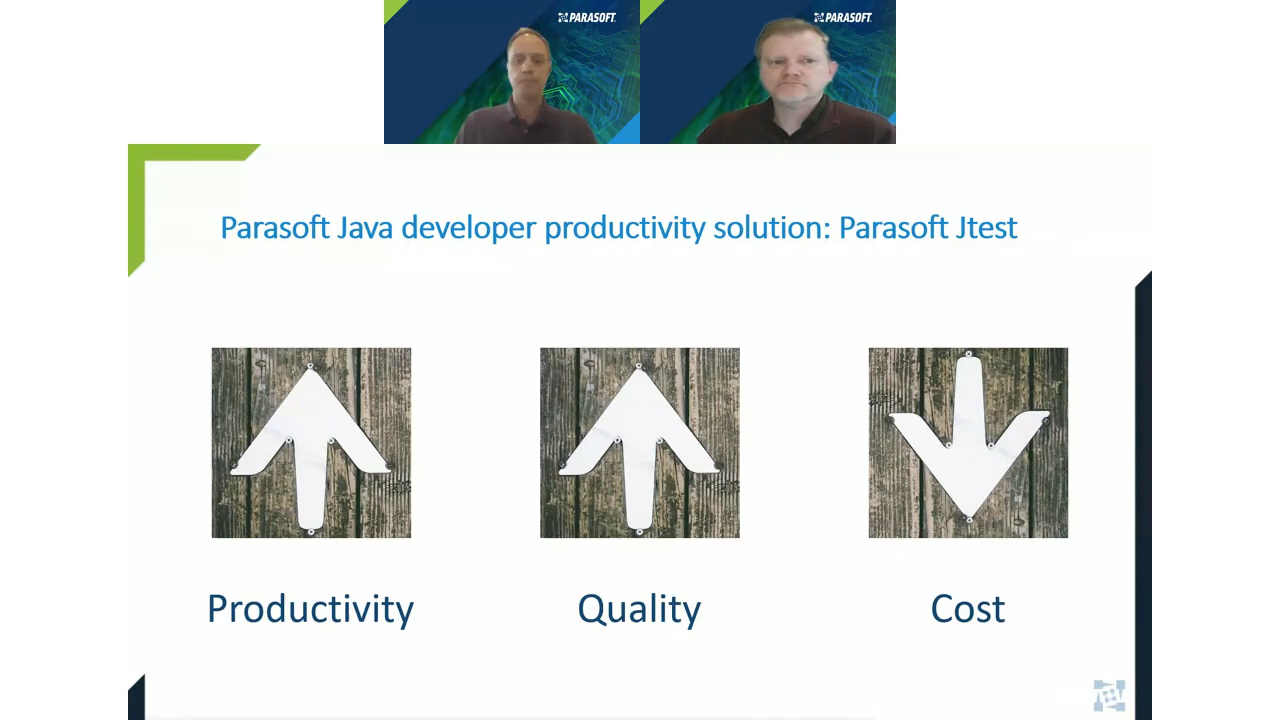 PARASOFT
PARASOFT
Parasoft Java developer productivity solution: Parasoft Jtest
Productivity
Quality
Cost